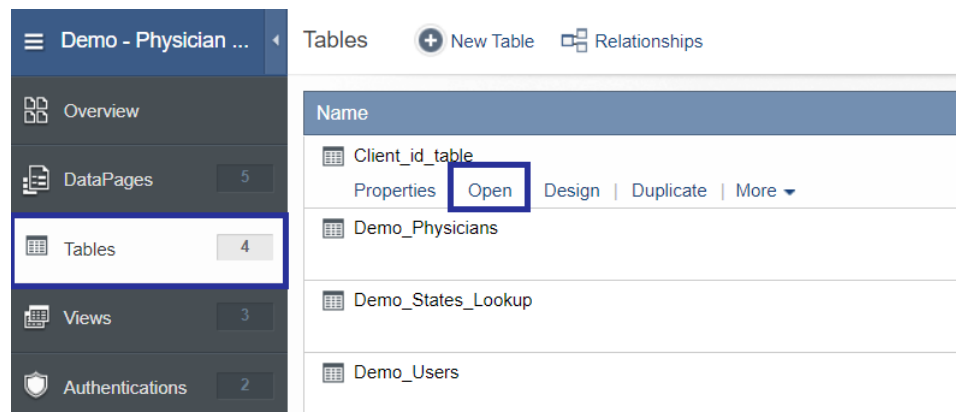 Demo - Physician ...
Overview
DataPages 5
Tables 4
Views 3
Authentications 2
Tables New Table Relationships
Name
Client_id_table
Properties Open Design | Duplicate | More
Demo_Physicians
Demo_States_Lookup
Demo_Users